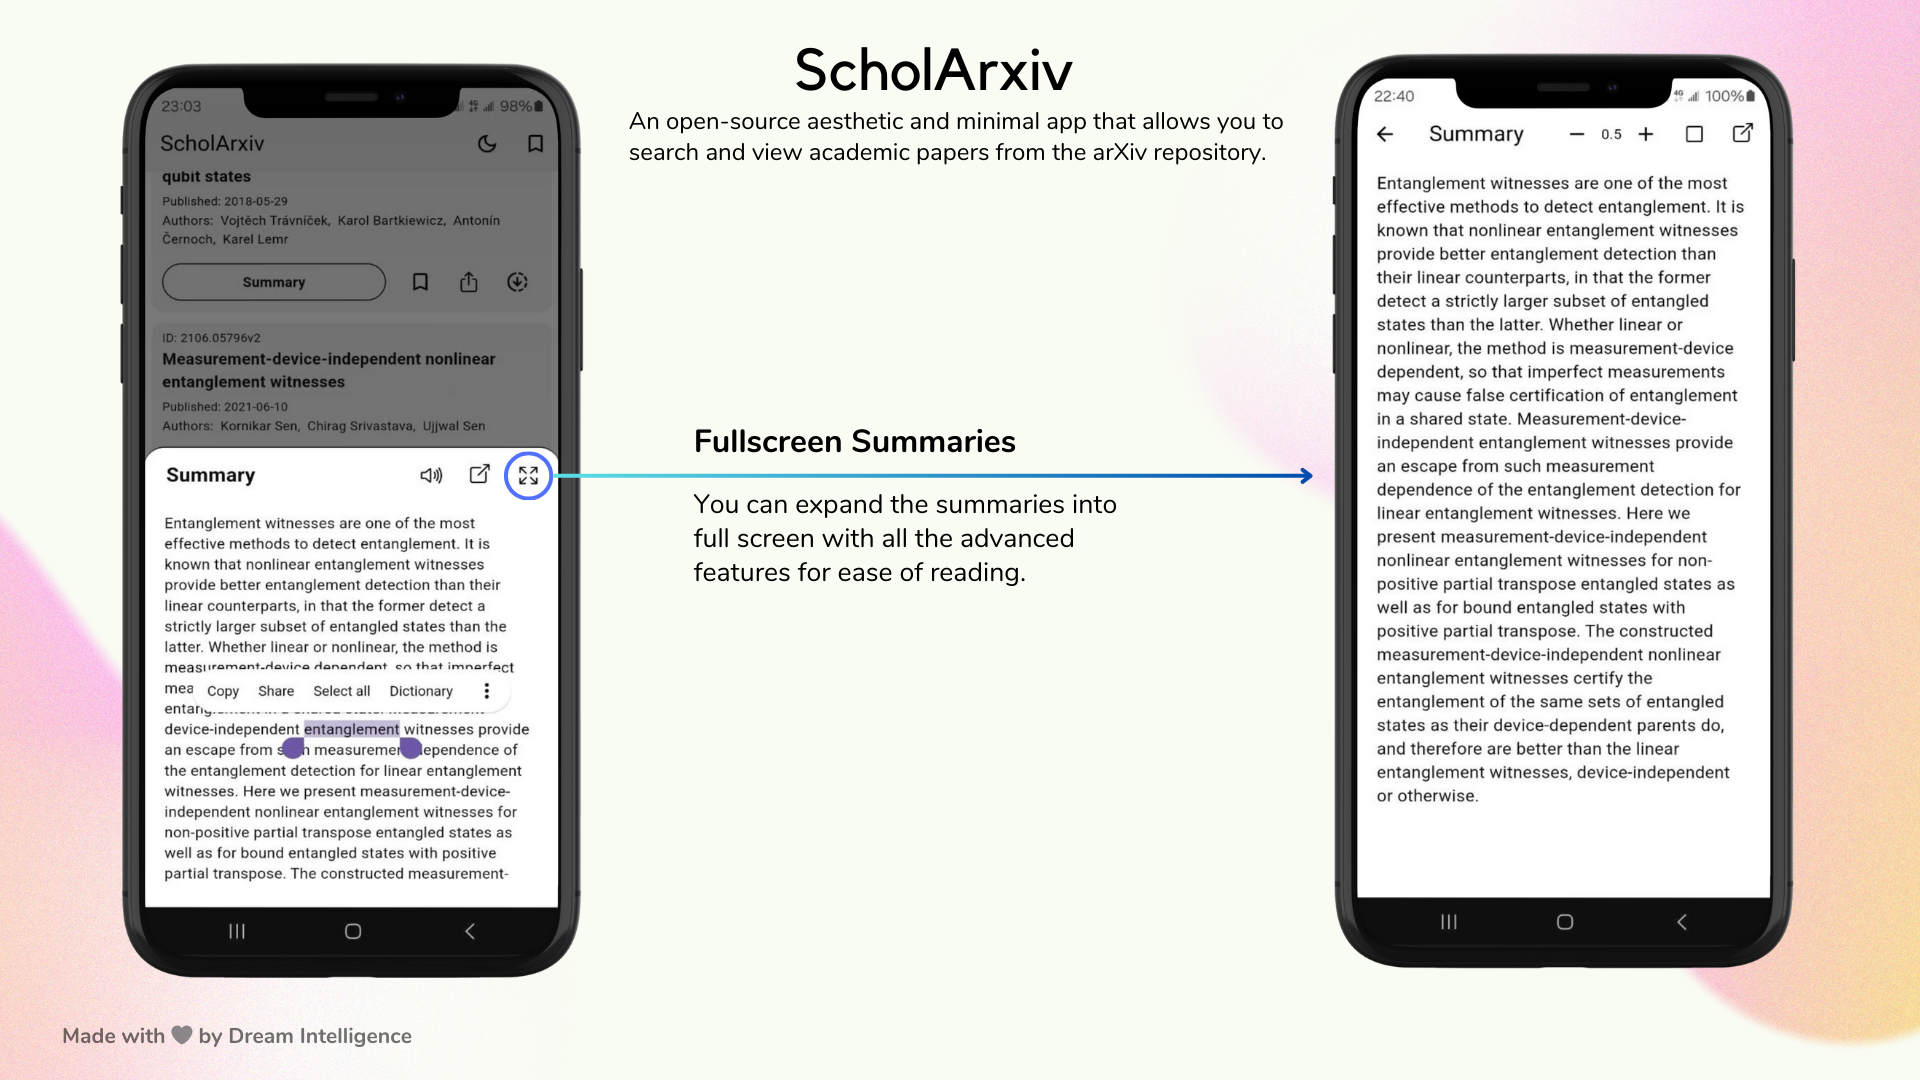 ScholArxiv
An open-source aesthetic and minimal app that allows you to
search and view academic papers from the arXiv repository.
23:03
4G
98%
ScholArxiv
qubit states
Published: 2018-05-29
Authors: Vojtěch Trávníček, Karol Bartkiewicz, Antonín
Černoch, Karel Lemr
Summary
ID: 2106.05796v2
Measurement-device-independent nonlinear
entanglement witnesses
Published: 2021-06-10
Authors: Kornikar Sen, Chirag Srivastava, Ujjwal Sen
Summary
Entanglement witnesses are one of the most
effective methods to detect entanglement. It is
known that nonlinear entanglement witnesses
provide better entanglement detection than their
linear counterparts, in that the former detect a
strictly larger subset of entangled states than the
latter. Whether linear or nonlinear, the method is
measurement-device dependent, so that imperfect
mea
Copy Share Select all Dictionary
device-independent entanglement witnesses provide
an escape from measurement dependence of
the entanglement detection for linear entanglement
witnesses. Here we present measurement-device-
independent nonlinear entanglement witnesses for
non-positive partial transpose entangled states as
well as for bound entangled states with positive
partial transpose. The constructed measurement-
Fullscreen Summaries
You can expand the summaries into
full screen with all the advanced
features for ease of reading.
22:40
4G
100%
Summary
0.5
Entanglement witnesses are one of the most
effective methods to detect entanglement. It is
known that nonlinear entanglement witnesses
provide better entanglement detection than
their linear counterparts, in that the former
detect a strictly larger subset of entangled
states than the latter. Whether linear or
nonlinear, the method is measurement-device
dependent, so that imperfect measurements
may cause false certification of entanglement
in a shared state. Measurement-device-
independent entanglement witnesses provide
an escape from such measurement
dependence of the entanglement detection for
linear entanglement witnesses. Here we
present measurement-device-independent
nonlinear entanglement witnesses for non-
positive partial transpose entangled states as
well as for bound entangled states with
positive partial transpose. The constructed
measurement-device-independent nonlinear
entanglement witnesses certify the
entanglement of the same sets of entangled
states as their device-dependent parents do,
and therefore are better than the linear
entanglement witnesses, device-independent
or otherwise.
Made with by Dream Intelligence